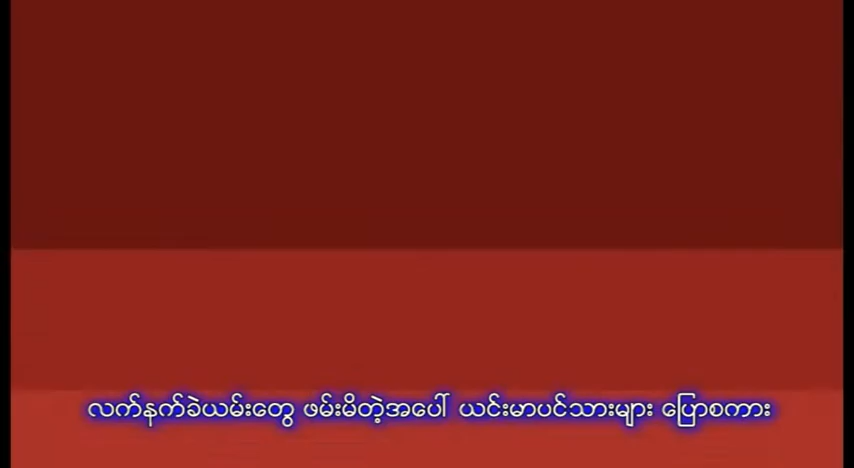 လက်နက်ခဲယမ်းတွေ ဖမ်းမိတဲ့အပေါ် ယင်းမာပင်သားများ ပြောစကား